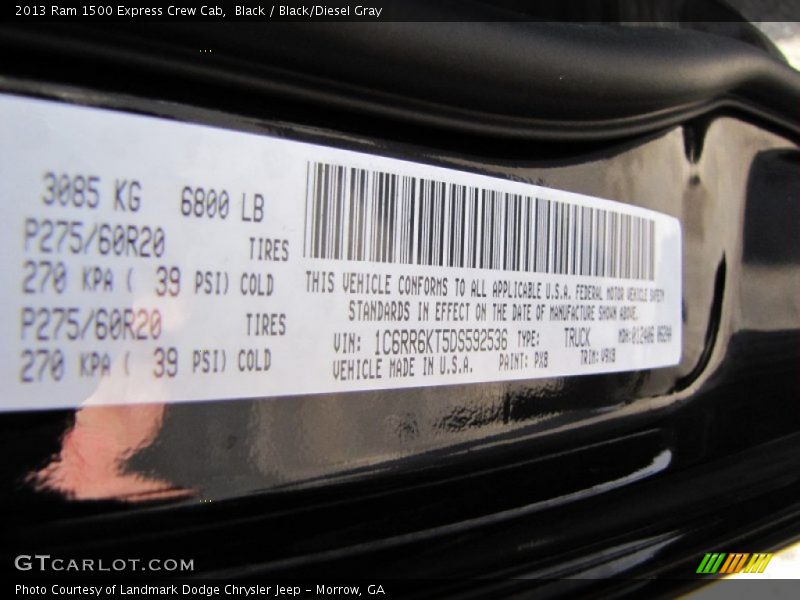 2013 Ram 1500 Express Crew Cab,  Black / Black/Diesel Gray
3085 KG 6800 LB
P275/60R20 TIRES
270 KPA ( 39 PSI) COLD
P275/60R20 TIRES
270 KPA ( 39 PSI) COLD
THIS VEHICLE CONFORMS TO ALL APPLICABLE U.S.A. FEDERAL MOTOR VEHICLE SAFETY
STANDARDS IN EFFECT ON THE DATE OF MANUFACTURE SHOWN ABOVE.
VIN: 1C6RR6KT5DS592536 TYPE: TRUCK
VEHICLE MADE IN U.S.A. PAINT: PX8 TRIM:
GTCARLOT.COM
Photo Courtesy of Landmark Dodge Chrysler Jeep – Morrow, GA